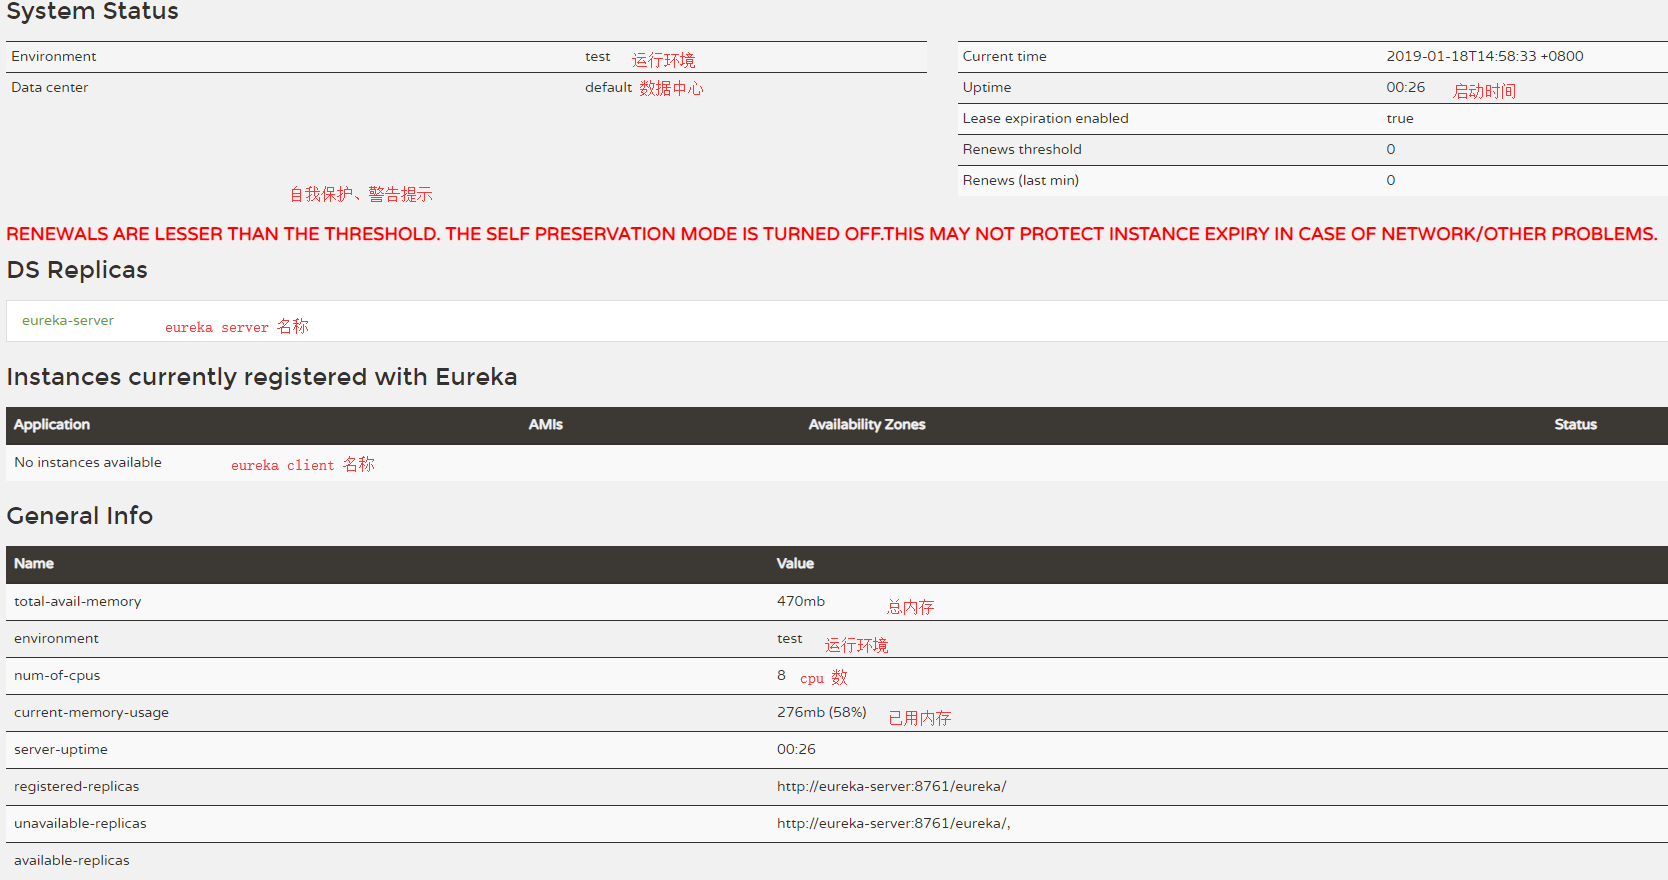 System Status
Environment test 运行环境
Data center default 数据中心
Current time 2019-01-18T14:58:33 +0800
Uptime 00:26 启动时间
Lease expiration enabled true
Renews threshold 0
Renews (last min) 0
自我保护、警告提示
RENEWALS ARE LESSER THAN THE THRESHOLD. THE SELF PRESERVATION MODE IS TURNED OFF.THIS MAY NOT PROTECT INSTANCE EXPIRY IN CASE OF NETWORK/OTHER PROBLEMS.
DS Replicas
eureka-server eureka server 名称
Instances currently registered with Eureka
Application AMIs Availability Zones Status
No instances available eureka client 名称
General Info
Name Value
total-avail-memory 470mb 总内存
environment test 运行环境
num-of-cpus 8 cpu 数
current-memory-usage 276mb (58%) 已用内存
server-uptime 00:26
registered-replicas http://eureka-server:8761/eureka/
unavailable-replicas http://eureka-server:8761/eureka/,
available-replicas